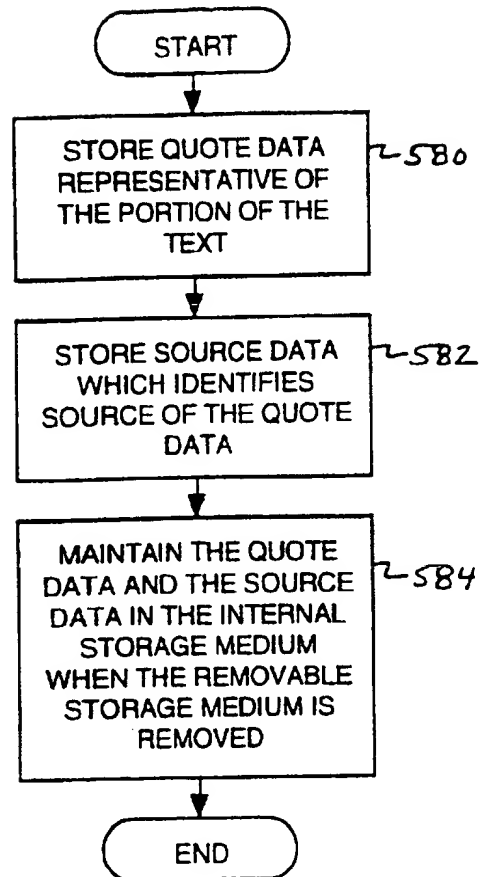 START
STORE QUOTE DATA
REPRESENTATIVE OF
THE PORTION OF THE
TEXT
580
STORE SOURCE DATA
WHICH IDENTIFIES
SOURCE OF THE QUOTE
DATA
582
MAINTAIN THE QUOTE
DATA AND THE SOURCE
DATA IN THE INTERNAL
STORAGE MEDIUM
WHEN THE REMOVABLE
STORAGE MEDIUM IS
REMOVED
584
END